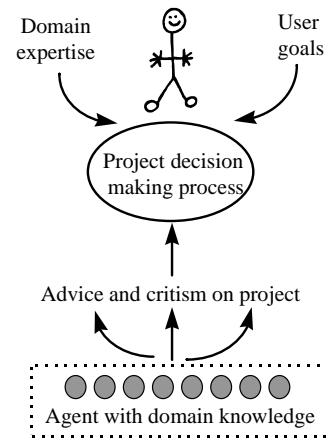 Domain
expertise
User
goals
Project decision
making process
Advice and critism on project
Agent with domain knowledge